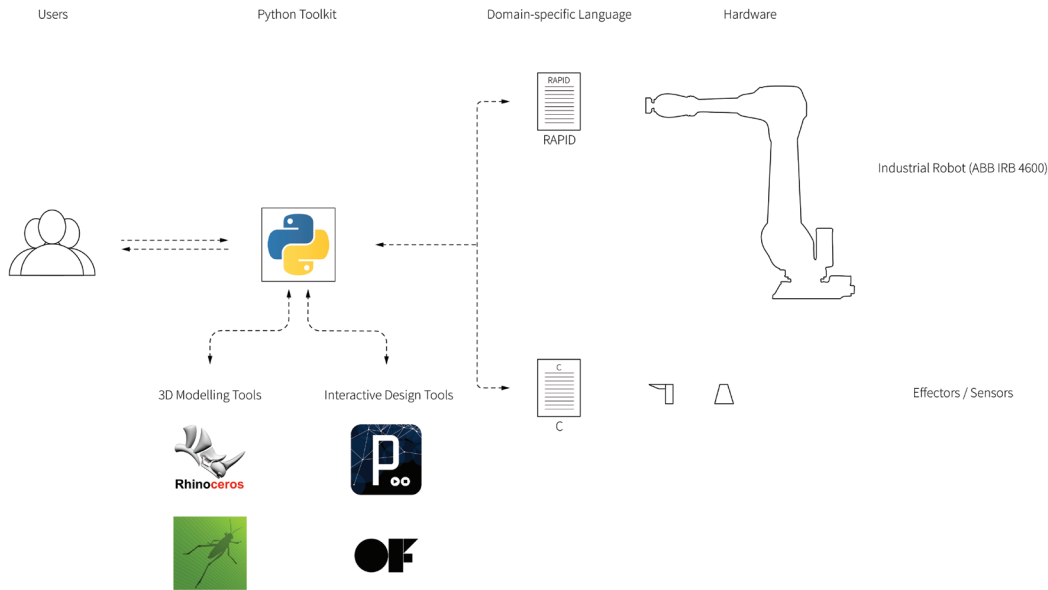 Users
Python Toolkit
Domain-specific Language
Hardware
RAPID
RAPID
Industrial Robot (ABB IRB 4600)
3D Modelling Tools
Interactive Design Tools
C
C
Effectors / Sensors
Rhinoceros
P
OF